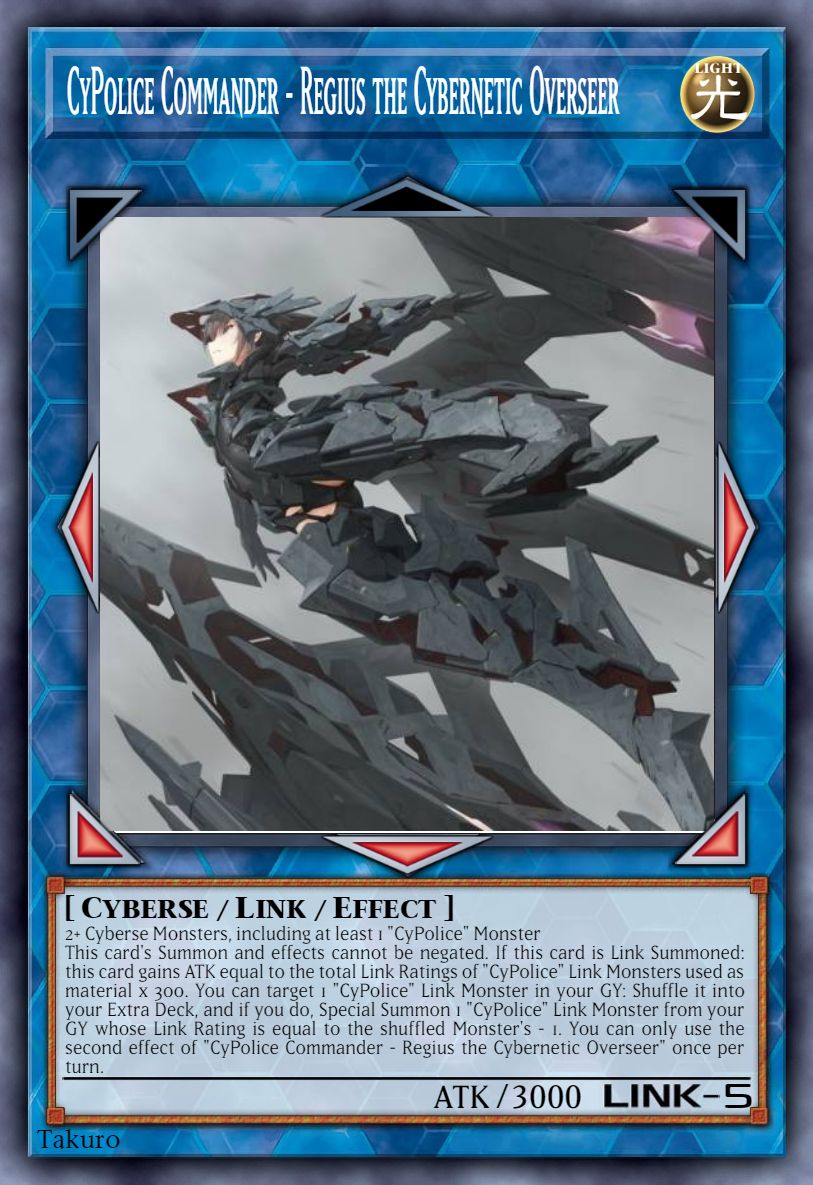 CyPolice Commander - Regius the Cybernetic Overseer
LIGHT
光
[ Cyberse / Link / Effect ]
2+ Cyberse Monsters, including at least 1 "CyPolice" Monster
This card's Summon and effects cannot be negated. If this card is Link Summoned:
this card gains ATK equal to the total Link Ratings of "CyPolice" Link Monsters used as
material x 300. You can target 1 "CyPolice" Link Monster in your GY: Shuffle it into
your Extra Deck, and if you do, Special Summon 1 "CyPolice" Link Monster from your
GY whose Link Rating is equal to the shuffled Monster's - 1. You can only use the
second effect of "CyPolice Commander - Regius the Cybernetic Overseer" once per
turn.
ATK/3000 LINK-5
Takuro